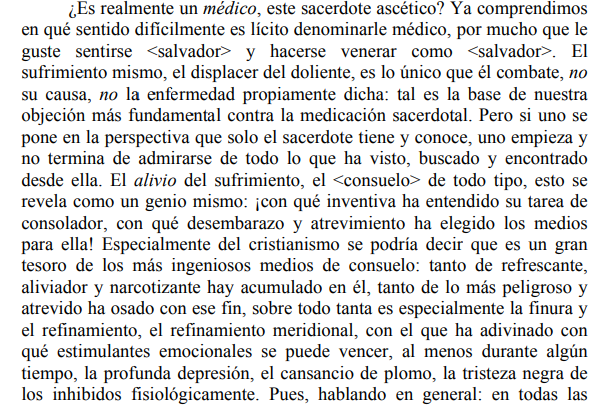 ¿Es realmente un médico, este sacerdote ascético? Ya comprendimos
en qué sentido difícilmente es lícito denominarle médico, por mucho que le
guste sentirse <salvador> y hacerse venerar como <salvador>. El
sufrimiento mismo, el displacer del doliente, es lo único que él combate, no
su causa, no la enfermedad propiamente dicha: tal es la base de nuestra
objeción más fundamental contra la medicación sacerdotal. Pero si uno se
pone en la perspectiva que solo el sacerdote tiene y conoce, uno empieza y
no termina de admirarse de todo lo que ha visto, buscado y encontrado
desde ella. El alivio del sufrimiento, el <consuelo> de todo tipo, esto se
revela como un genio mismo: ¡con qué inventiva ha entendido su tarea de
consolador, con qué desembarazo y atrevimiento ha elegido los medios
para ella! Especialmente del cristianismo se podría decir que es un gran
tesoro de los más ingeniosos medios de consuelo: tanto de refrescante,
aliviador y narcotizante hay acumulado en él, tanto de lo más peligroso y
atrevido ha osado con ese fin, sobre todo tanta es especialmente la finura y
el refinamiento, el refinamiento meridional, con el que ha adivinado con
qué estimulantes emocionales se puede vencer, al menos durante algún
tiempo, la profunda depresión, el cansancio de plomo, la tristeza negra de
los inhibidos fisiológicamente. Pues, hablando en general: en todas las